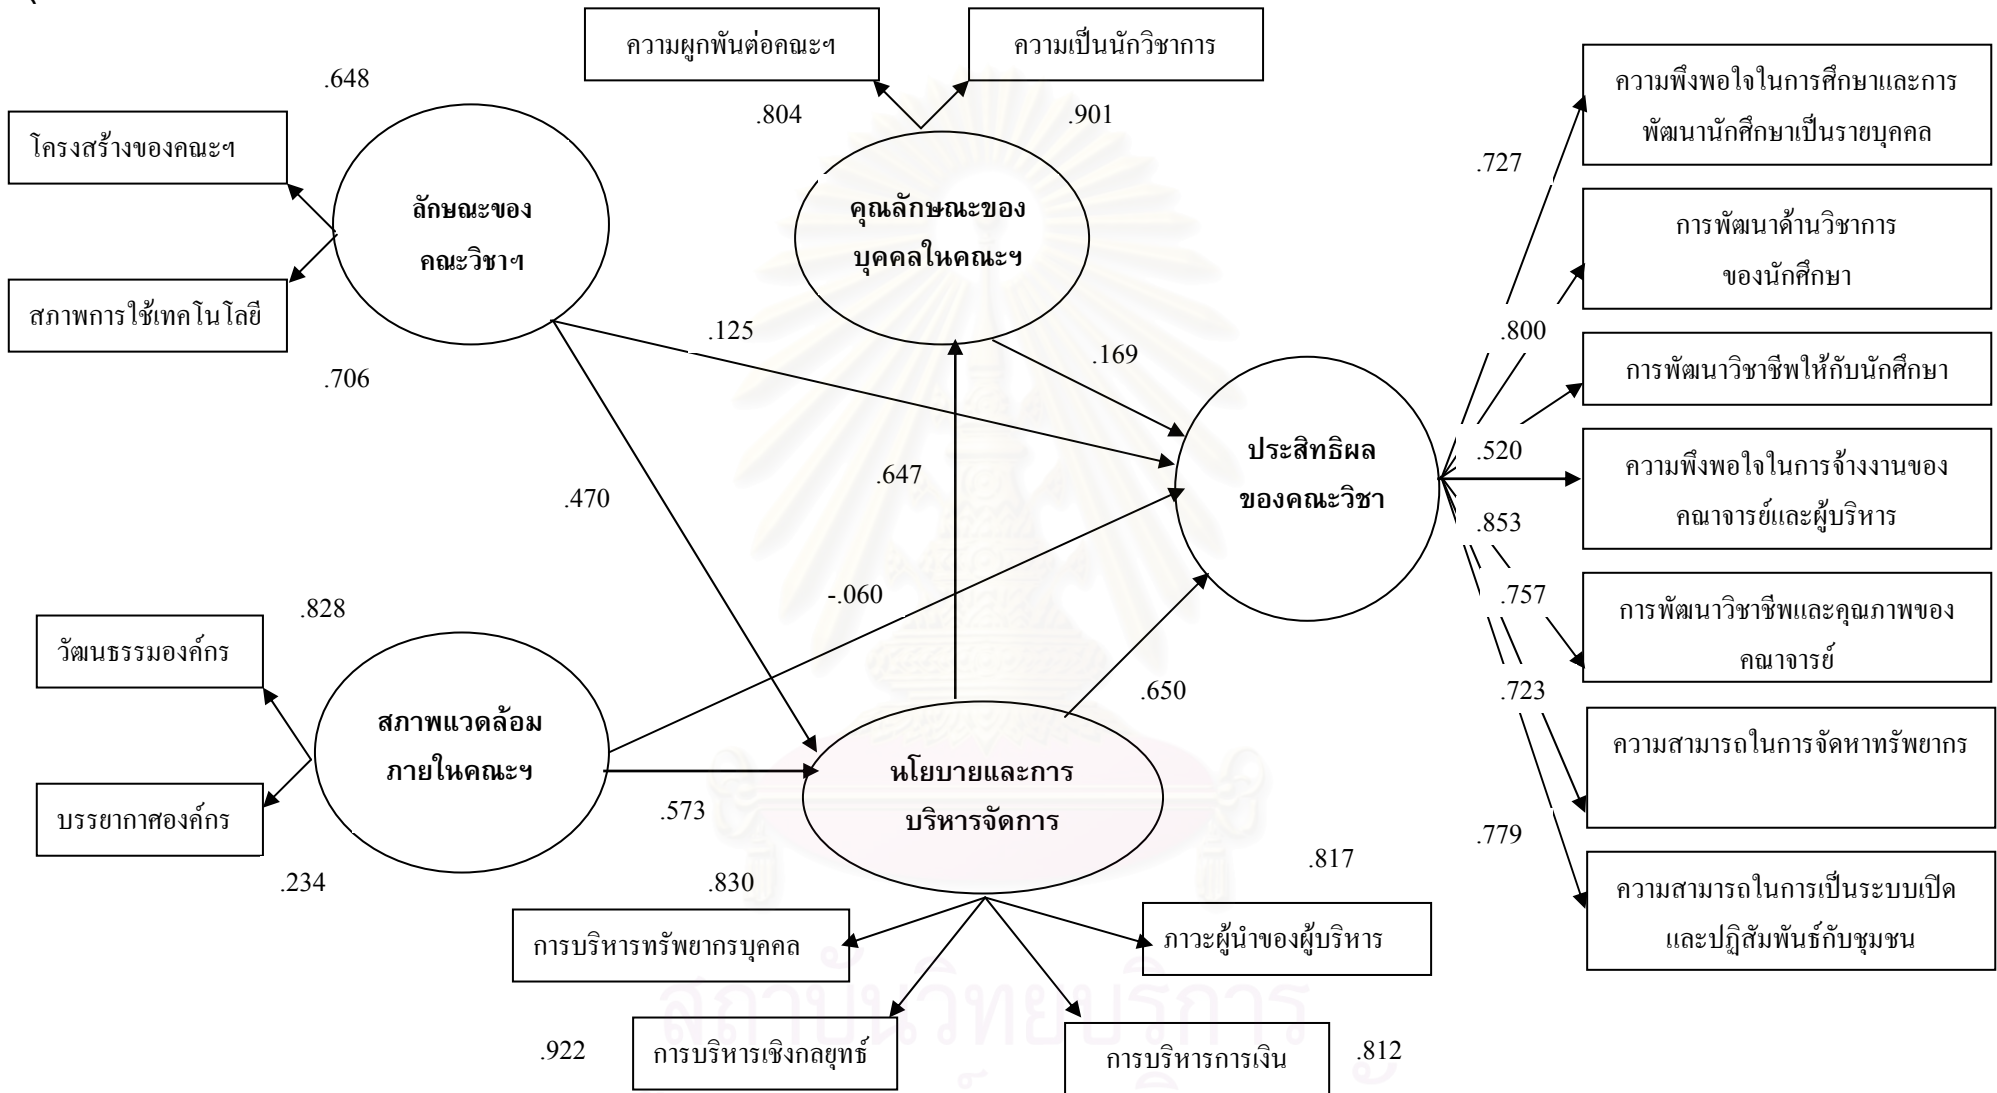 ความผูกพันต่อคณะฯ
ความเป็นนักวิชาการ
.648
.804
.901
โครงสร้างของคณะฯ
ลักษณะของ
คณะวิชาฯ
คุณลักษณะของ
บุคคลในคณะฯ
สภาพการใช้เทคโนโลยี
.706
.125
.169
.470
.647
-.060
.650
.573
ประสิทธิผล
ของคณะวิชา
.828
วัฒนธรรมองค์กร
สภาพแวดล้อม
ภายในคณะฯ
บรรยากาศองค์กร
.234
นโยบายและการ
บริหารจัดการ
.830
.817
การบริหารทรัพยากรบุคคล
ภาวะผู้นำของผู้บริหาร
.922
การบริหารเชิงกลยุทธ์
การบริหารการเงิน
.812
.727
ความพึงพอใจในการศึกษาและการ
พัฒนานักศึกษาเป็นรายบุคคล
.800
การพัฒนาด้านวิชาการ
ของนักศึกษา
การพัฒนาวิชาชีพให้กับนักศึกษา
.520
ความพึงพอใจในการจ้างงานของ
คณาจารย์และผู้บริหาร
.853
.757
การพัฒนาวิชาชีพและคุณภาพของ
คณาจารย์
.723
ความสามารถในการจัดหาทรัพยากร
.779
ความสามารถในการเป็นระบบเปิด
และปฏิสัมพันธ์กับชุมชน
สถาบันวิทยบริการ